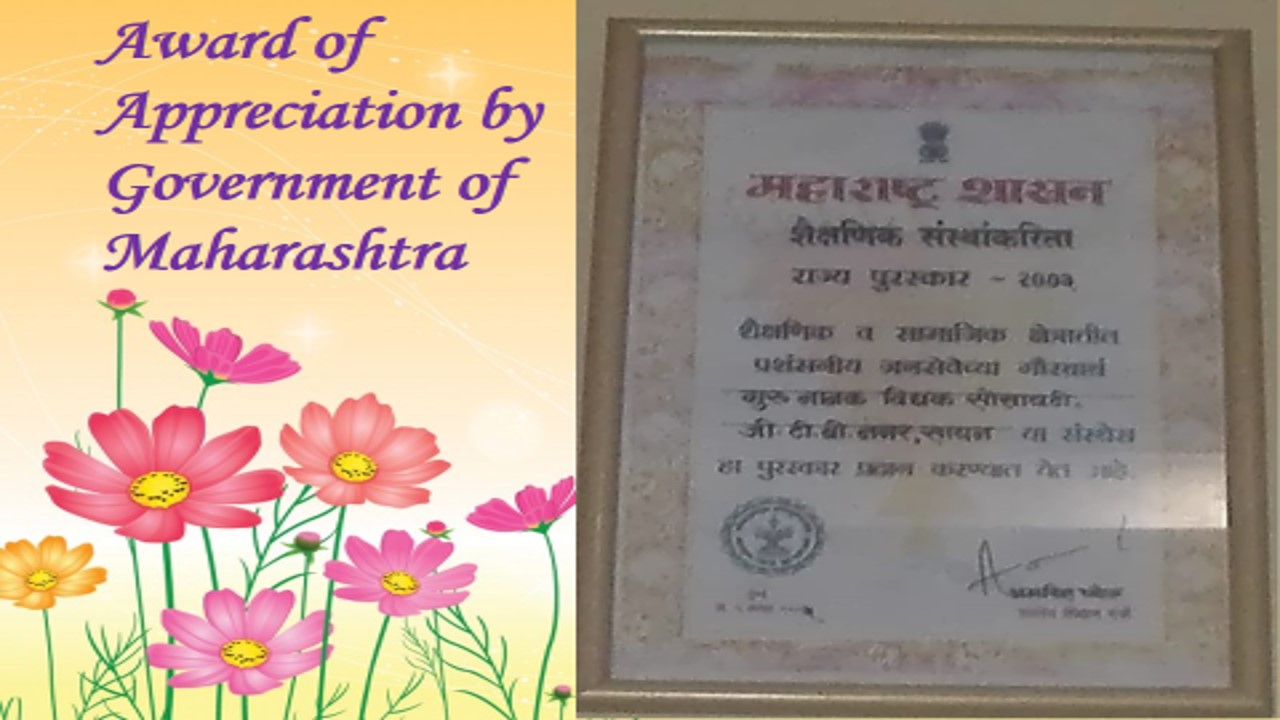 Award of
Appreciation by
Government of
Maharashtra
महाराष्ट्र शासन
शैक्षणिक संस्थांकरिता
राज्य पुरस्कार - २००३
शैक्षणिक व सामाजिक क्षेत्रातील
प्रशंसनीय जनसेवेच्या गौरवार्थ
गुरु नानक विद्यक सोसायटी.
जी.टी.बी.नगर,सायन या संस्थेस
हा पुरस्कार प्रदान करण्यात येत आहे.